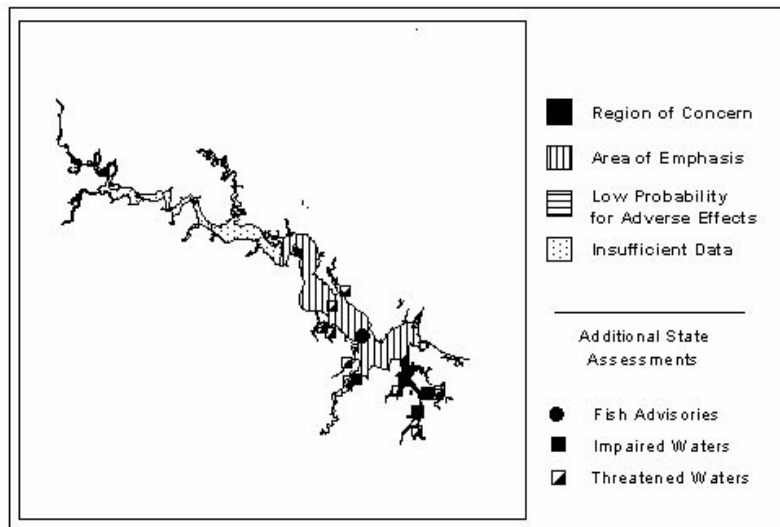 Region of Concern
Area of Emphasis
Low Probability
for Adverse Effects
Insufficient Data
Additional State
Assessments
Fish Advisories
Impaired Waters
Threatened Waters